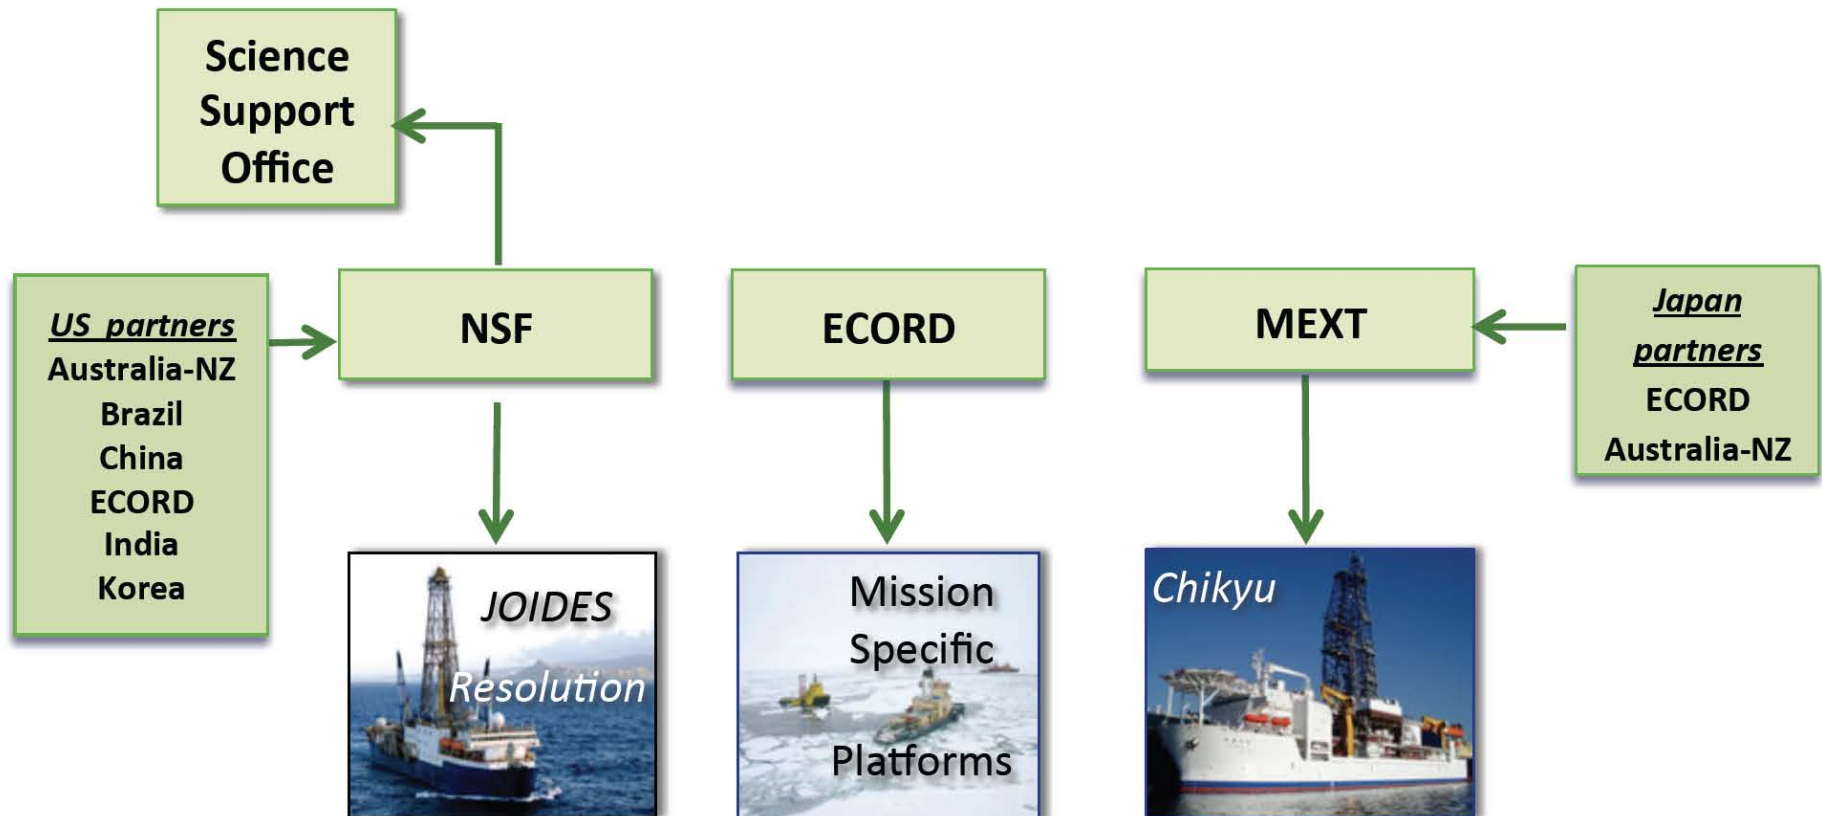 Science
Support
Office
US partners
Australia-NZ
Brazil
China
ECORD
India
Korea
NSF
ECORD
MEXT
Japan
partners
ECORD
Australia-NZ
JOIDES
Resolution
Mission
Specific
Platforms
Chikyu